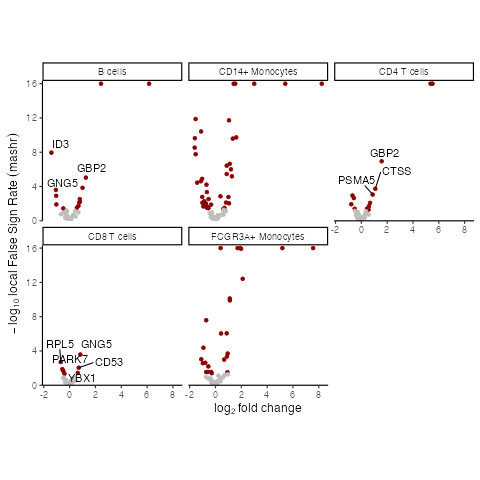 B cells
CD14+ Monocytes
CD4 T cells
16
12
8
4
0
ID3
GNG5
GBP2
GBP2
CTSS
PSMA5
-2 0 2 4 6 8
CD8 T cells
FCGR3A+ Monocytes
16
12
8
4
0
RPL5
GNG5
PARK7
CD53
YBX1
-2 0 2 4 6 8
-2 0 2 4 6 8
log2 fold change
− log10 local False Sign Rate (mashr)